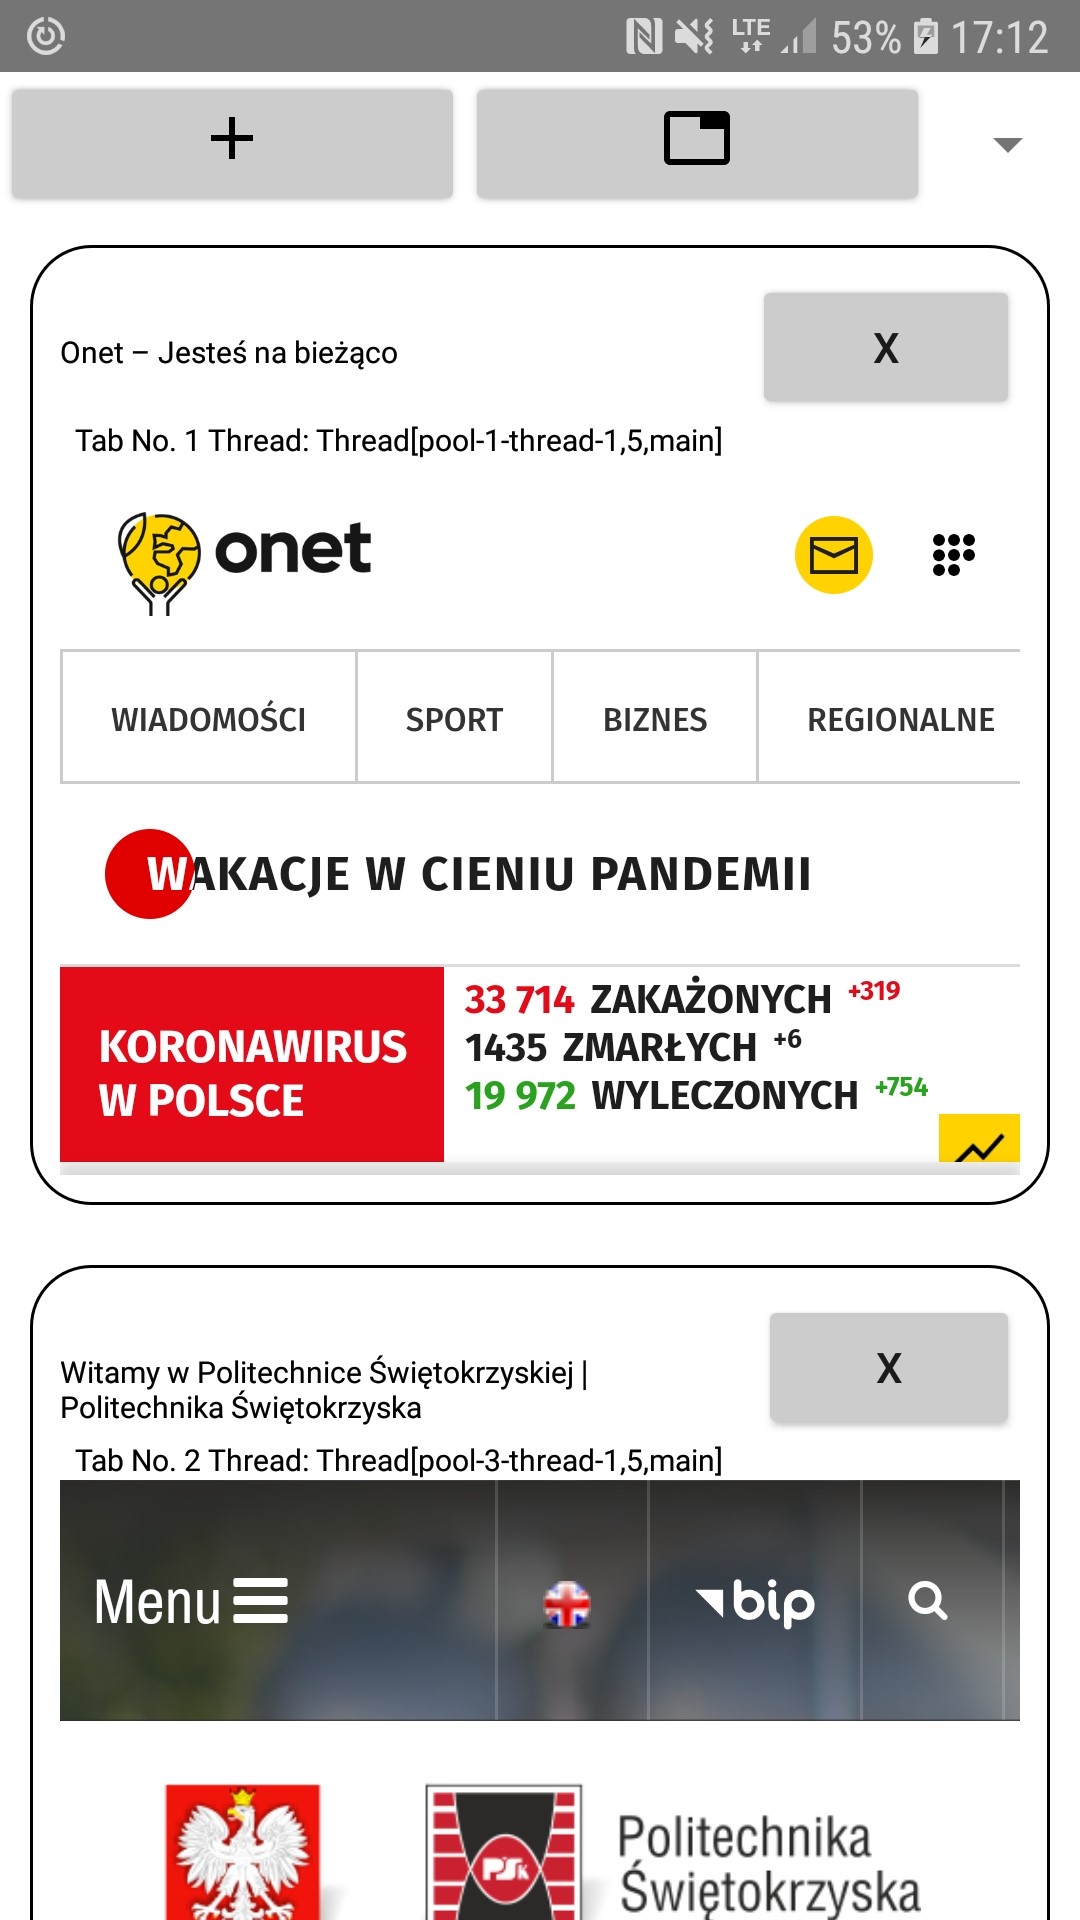 LTE 53% 17:12
+
Onet – Jesteś na bieżąco
X
Tab No. 1 Thread: Thread[pool-1-thread-1,5,main]
onet
WIADOMOŚCI SPORT BIZNES REGIONALNE
WAKACJE W CIENIU PANDEMII
KORONAWIRUS
W POLSCE
33 714 ZAKAŻONYCH +319
1435 ZMARŁYCH +6
19 972 WYLECZONYCH +754
Witamy w Politechnice Świętokrzyskiej |
Politechnika Świętokrzyska
X
Tab No. 2 Thread: Thread[pool-3-thread-1,5,main]
Menu bip
PŚk
Politechnika
Świętokrzyska